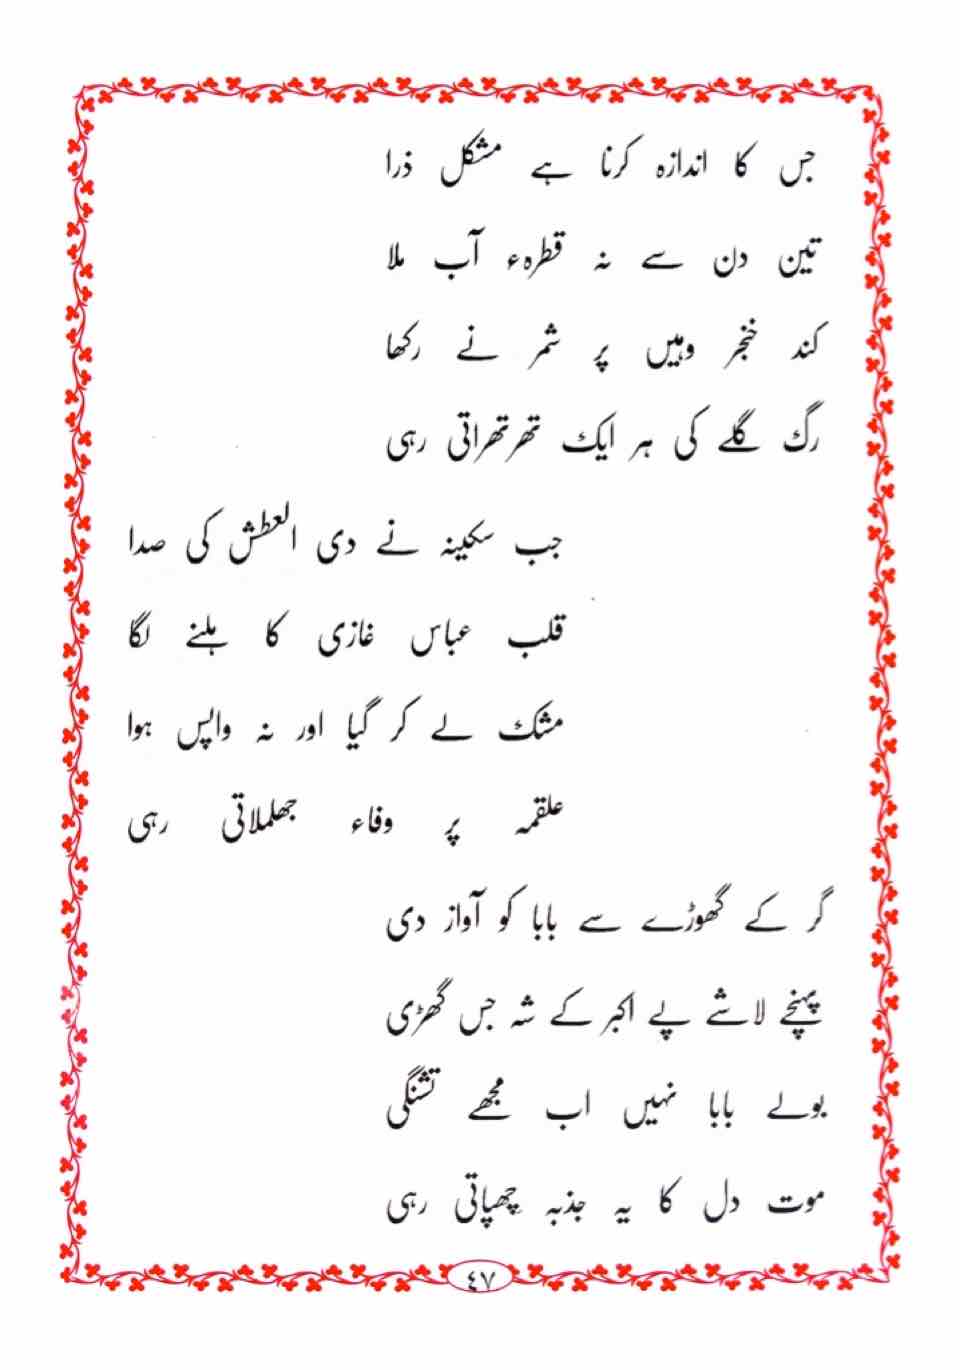 جس کا اندازہ کرنا ہے مشکل ذرا
تین دن سے نہ قطرہء آب ملا
کند خنجر وہیں پر شمر نے رکھا
رگ گلے کی ہر ایک تھرتھراتی رہی
جب سکینہ نے دی العطش کی صدا
قلب عباس غازی کا ہلنے لگا
مشک لے کر گیا اور نہ واپس ہوا
علقمہ پر وفاء جھلملاتی رہی
گر کے گھوڑے سے بابا کو آواز دی
پہنچے لاشے پے اکبر کے شہ جس گھڑی
بولے بابا نہیں اب مجھے تشنگی
موت دل کا یہ جذبہ چھپاتی رہی
٤٧